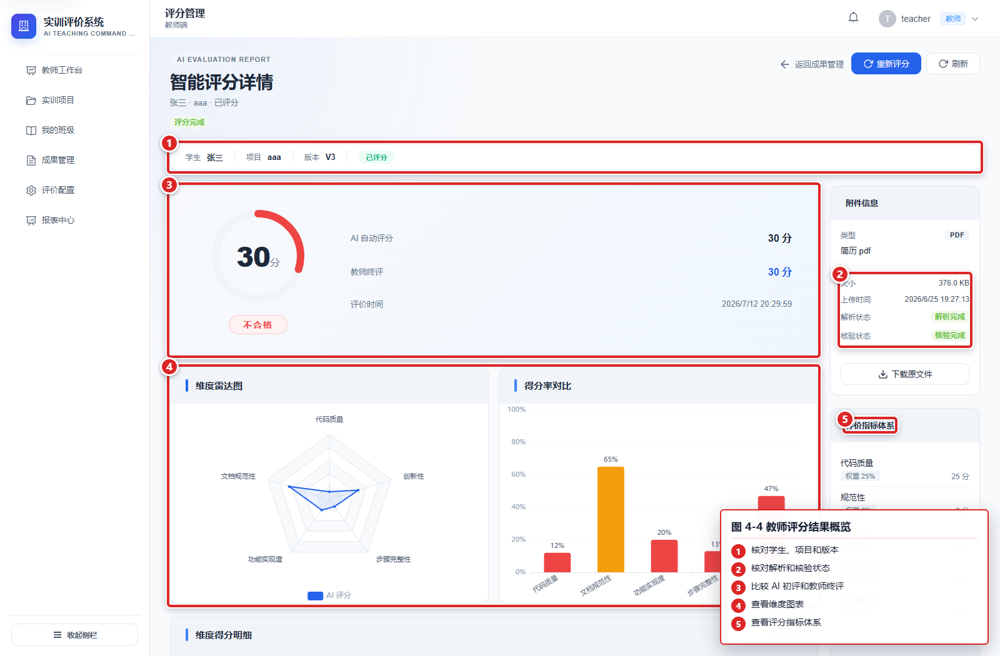 实训评价系统
AI TEACHING COMMAND ...
教师工作台
实训项目
我的班级
成果管理
评价配置
报表中心
收起侧栏
评分管理
教师端
T teacher 教师
AI EVALUATION REPORT
智能评分详情
张三 · aaa · 已评分
评分完成
返回成果管理
重新评分
刷新
1
学生 张三 项目 aaa 版本 V3 已评分
3
30分
不合格
AI 自动评分 30 分
教师终评 30 分
评价时间 2026/7/12 20:29:59
附件信息
类型 PDF
简历.pdf
2
大小 376.0 KB
上传时间 2026/6/25 19:27:13
解析状态 解析完成
核验状态 核验完成
下载原文件
4
维度雷达图
代码质量
文档规范性
创新性
功能实现度
步骤完整性
AI 评分
得分率对比
100%
80%
60%
40%
20%
0%
12%
65%
20%
13
47%
代码质量
文档规范性
功能实现度
步骤完整性
5
评价指标体系
代码质量
权重 25% 25 分
规范性
维度得分明细
图 4-4 教师评分结果概览
1 核对学生、项目和版本
2 核对解析和核验状态
3 比较 AI 初评和教师终评
4 查看维度图表
5 查看评分指标体系